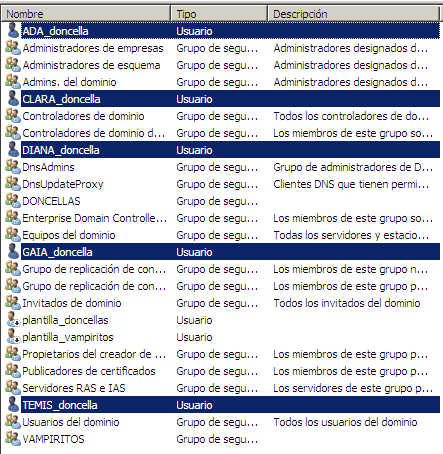 Nombre Tipo Descripción
ADA_doncella Usuario
Administradores de empresas Grupo de segu... Administradores designados d...
Administradores de esquema Grupo de segu... Administradores designados d...
Admins. del dominio Grupo de segu... Administradores designados d...
CLARA_doncella Usuario
Controladores de dominio Grupo de segu... Todos los controladores de do...
Controladores de dominio d... Grupo de segu... Los miembros de este grupo so...
DIANA_doncella Usuario
DnsAdmins Grupo de segu... Grupo de administradores de D...
DnsUpdateProxy Grupo de segu... Clientes DNS que tienen permi...
DONCELLAS Grupo de segu...
Enterprise Domain Controlle... Grupo de segu... Los miembros de este grupo so...
Equipos del dominio Grupo de segu... Todas las servidores y estacio...
GAIA_doncella Usuario
Grupo de replicación de con... Grupo de segu... Los miembros de este grupo n...
Grupo de replicación de con... Grupo de segu... Los miembros de este grupo p...
Invitados de dominio Grupo de segu... Todos los invitados del dominio
plantilla_doncellas Usuario
plantilla_vampiritos Usuario
Propietarios del creador de ... Grupo de segu... Los miembros de este grupo p...
Publicadores de certificados Grupo de segu... Los miembros de este grupo p...
Servidores RAS e IAS Grupo de segu... Los servidores de este grupo p...
TEMIS_doncella Usuario
Usuarios del dominio Grupo de segu... Todos los usuarios del dominio
VAMPIRITOS Grupo de segu...